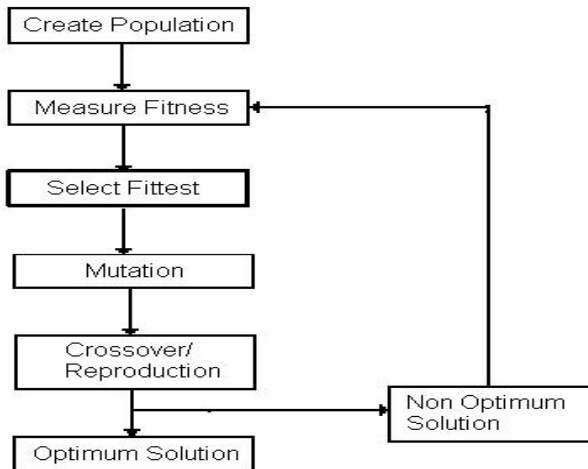 Create Population
Measure Fitness
Select Fittest
Mutation
Crossover/
Reproduction
Non Optimum
Solution
Optimum Solution